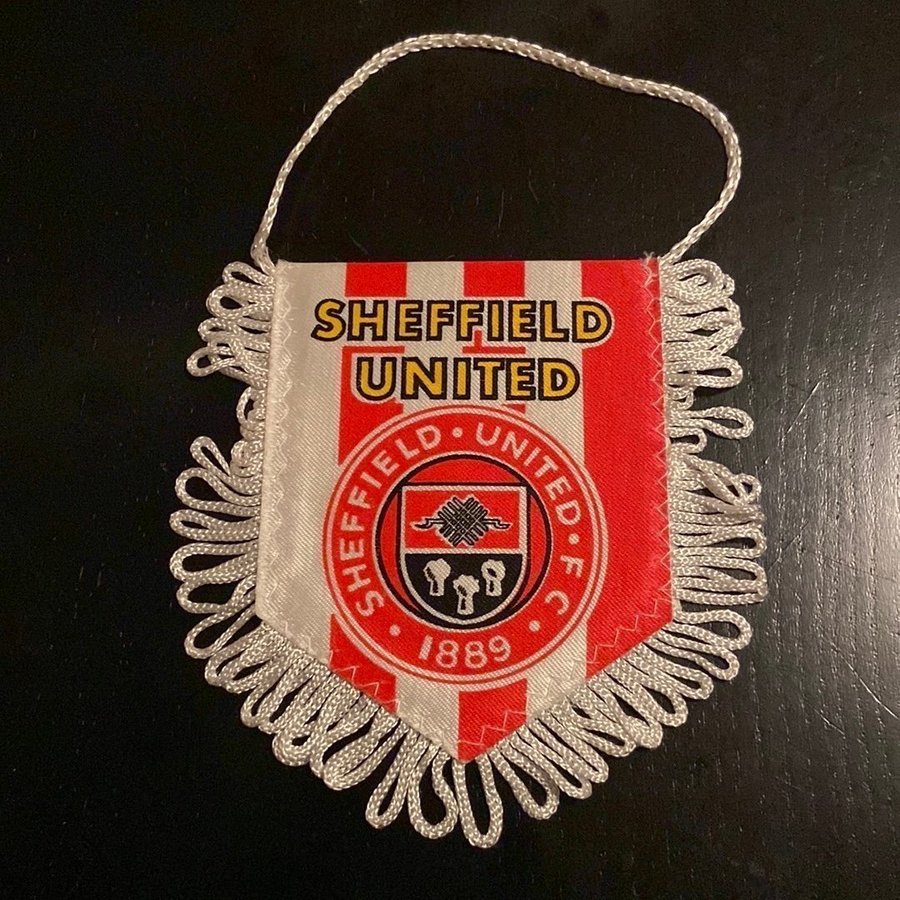 SHEFFIELD
UNITED
SHEFFIELD • UNITED • F C •
• 1889